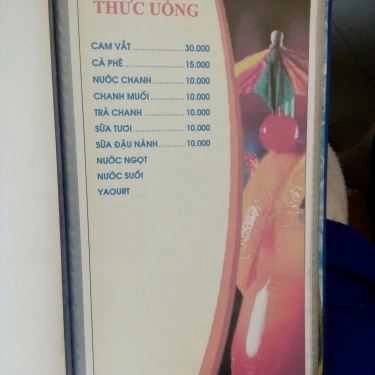 THỨC UỐNG
CAM VẮT ................ 30.000
CÀ PHÊ ................ 15.000
NƯỚC CHANH ........ 10.000
CHANH MUỐI ......... 10.000
TRÀ CHANH ........... 10.000
SỮA TƯƠI .............. 10.000
SỮA ĐẬU NÀNH ...... 10.000
NƯỚC NGỌT
NƯỚC SUỐI
YAOURT